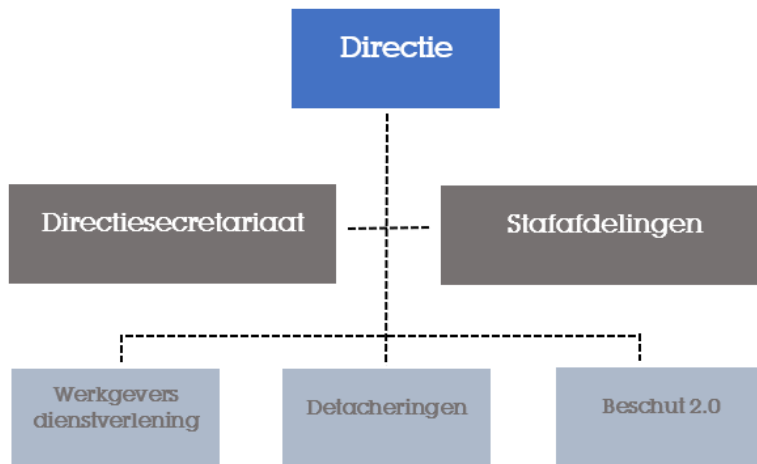 Directie
Directiesecretariaat
Stafafdelingen
Werkgevers
dienstverlening
Detacheringen
Beschut 2.0